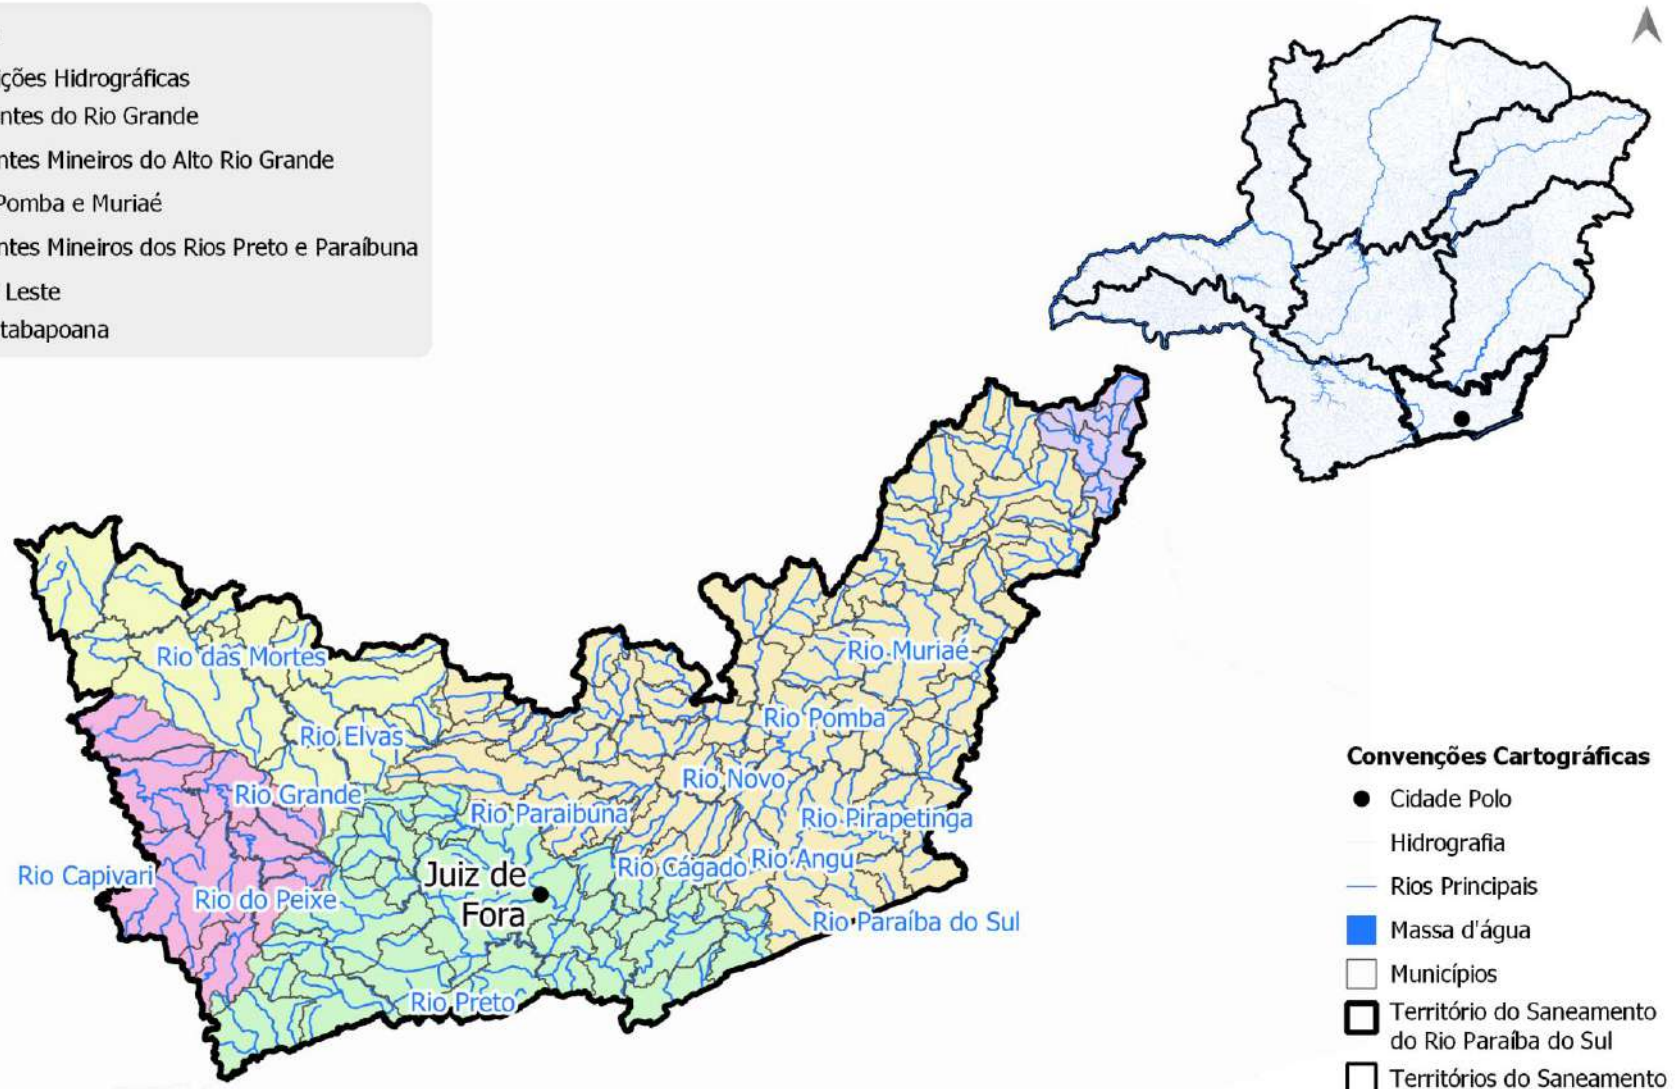 ções Hidrográficas
ntes do Rio Grande
ntes Mineiros do Alto Rio Grande
Pomba e Muriaé
ntes Mineiros dos Rios Preto e Paraíbuna
Leste
tabapoana
Rio das Mortes
Rio Muriaé
Rio Pomba
Rio Elvas
Rio Novo
Rio Grande
Rio Paraibuna
Rio Pirapetinga
Rio Cágado
Rio Angu
Rio Capivari
Juiz de
Fora
Rio do Peixe
Rio Paraíba do Sul
Rio Preto
Convenções Cartográficas
Cidade Polo
Hidrografia
Rios Principais
Massa d'água
Municípios
Território do Saneamento
do Rio Paraíba do Sul
Territórios do Saneamento